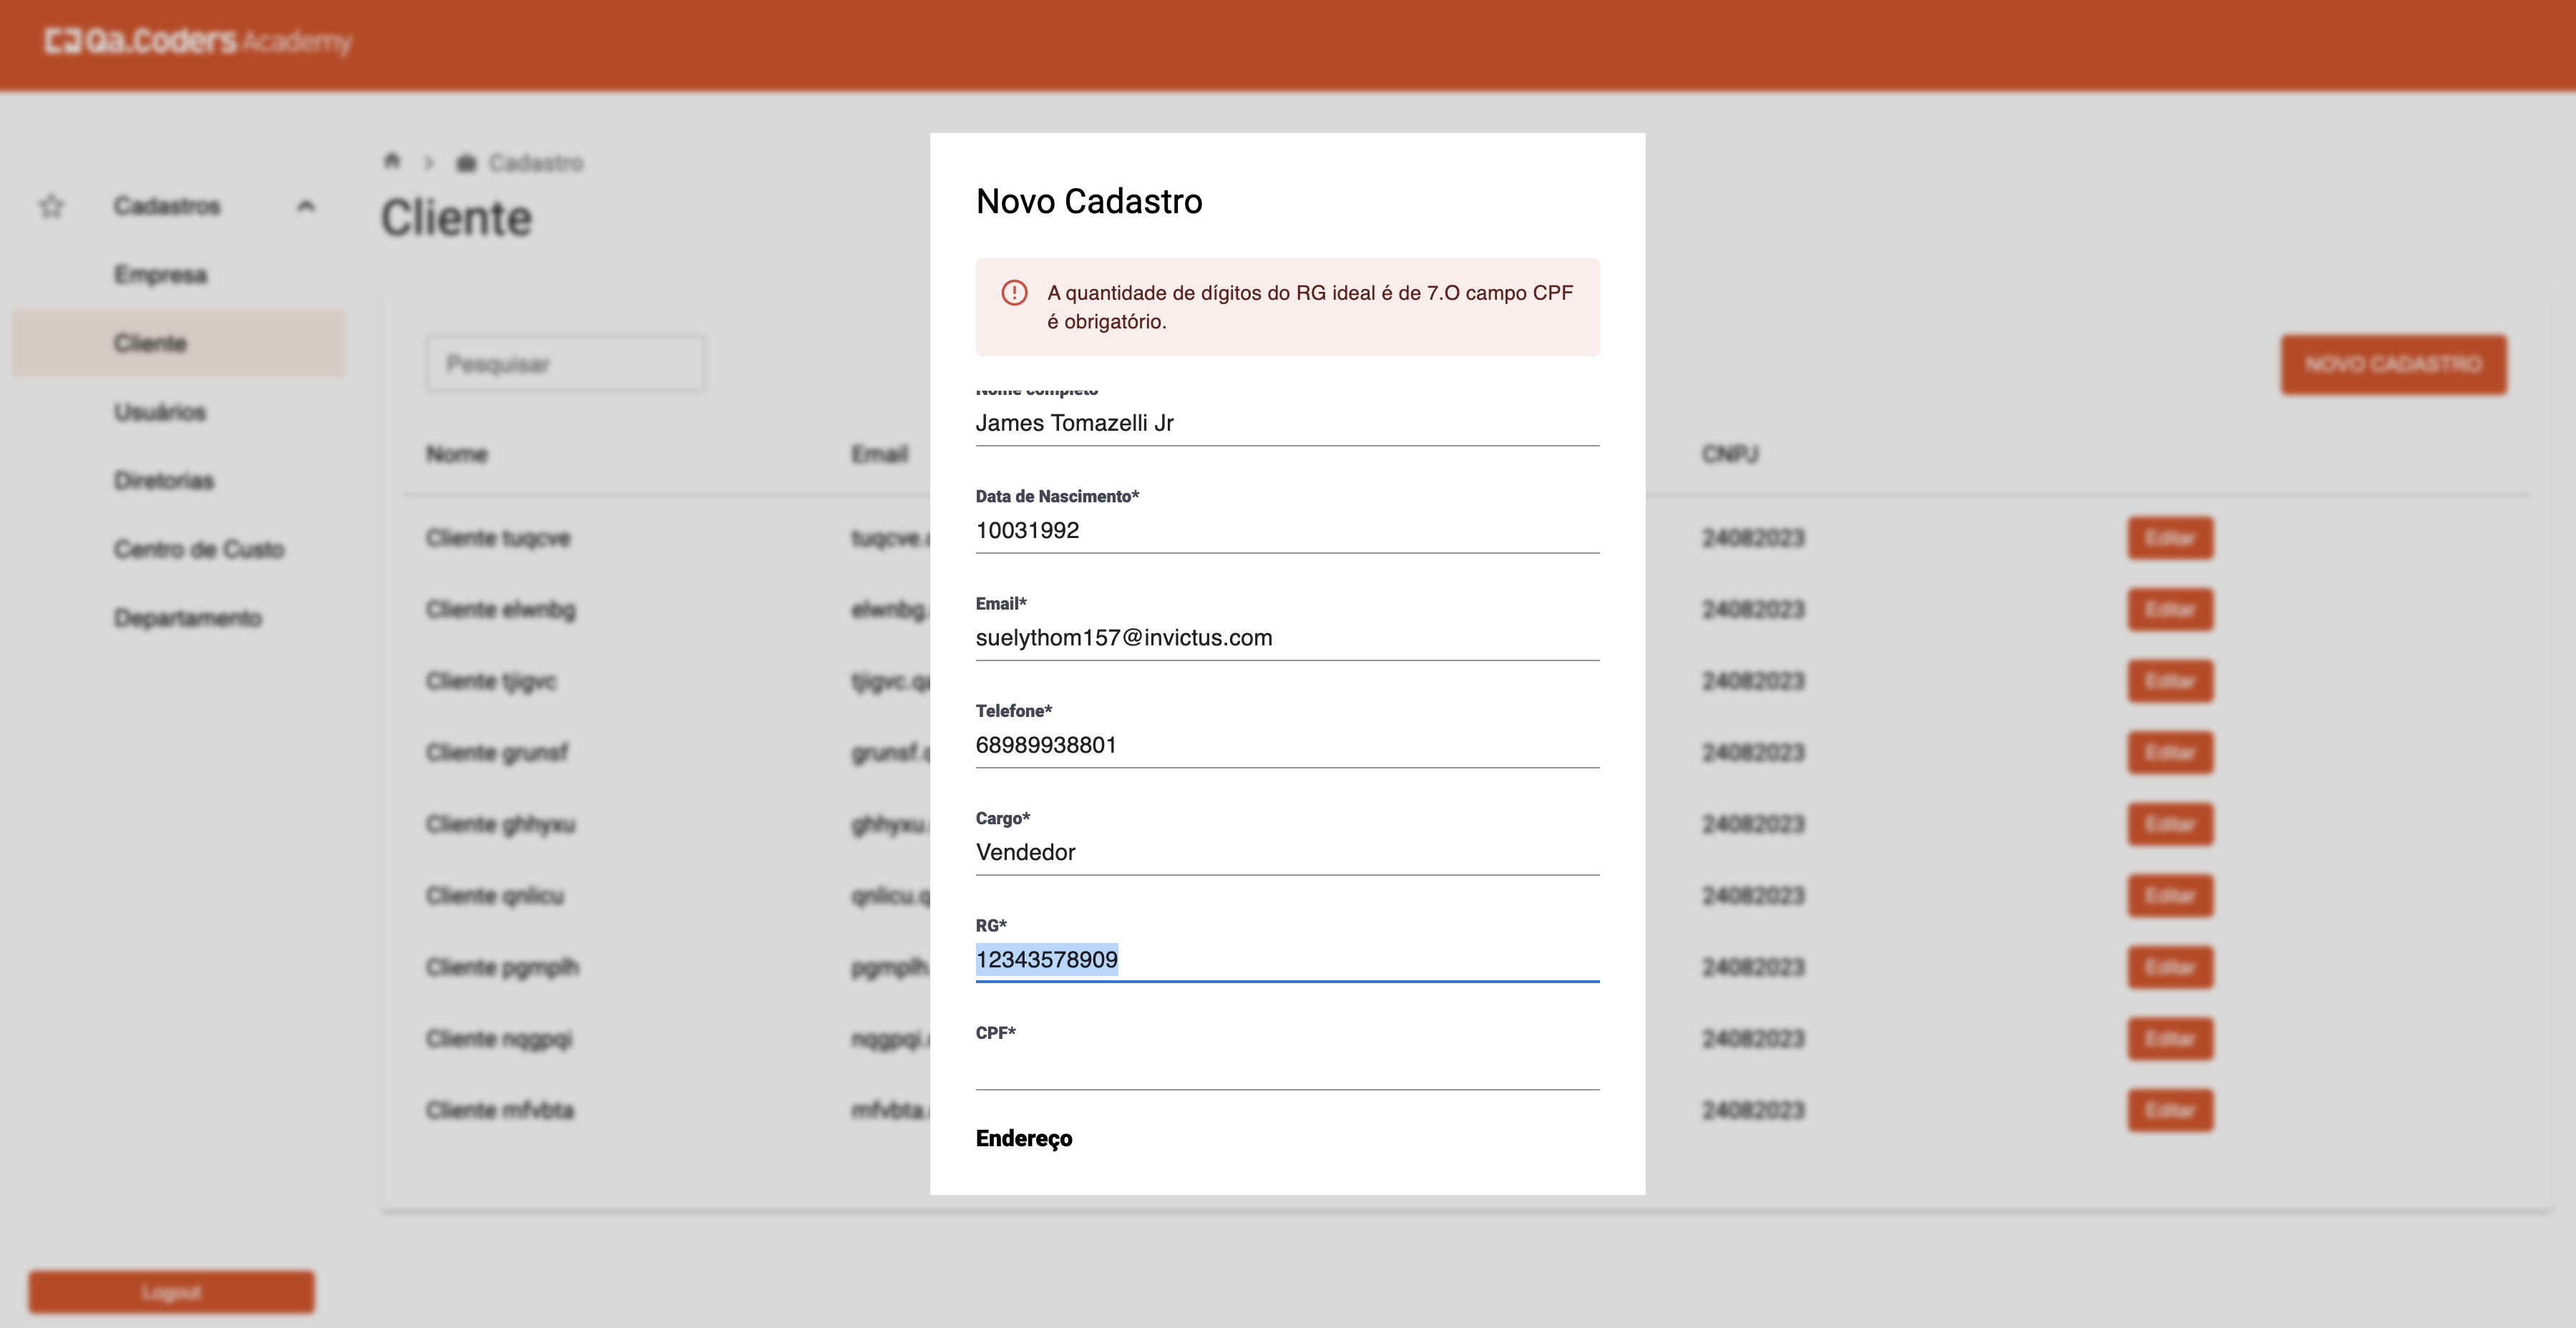 Qa.Coders Academy
Cadastro
Cadastros
Cliente
Empresa
Cliente
Usuários
Diretorias
Centro de Custo
Departamento
Logout
Pesquisar
NOVO CADASTRO
Nome
Email
CNPJ
Cliente tuqcve
tuqcve.
24082023
Editar
Cliente elwnbg
elwnbg.
24082023
Editar
Cliente tjigvc
tjigvc.q
24082023
Editar
Cliente grunsf
grunsf.
24082023
Editar
Cliente ghhyxu
ghhyxu.
24082023
Editar
Cliente qnlicu
qnlicu.q
24082023
Editar
Cliente pgmplh
pgmplh.
24082023
Editar
Cliente nqgpqi
nqgpqi.
24082023
Editar
Cliente mfvbta
mfvbta.
24082023
Editar
Novo Cadastro
A quantidade de dígitos do RG ideal é de 7.O campo CPF
é obrigatório.
Nome completo
James Tomazelli Jr
Data de Nascimento*
10031992
Email*
suelythom157@invictus.com
Telefone*
68989938801
Cargo*
Vendedor
RG*
12343578909
CPF*
Endereço